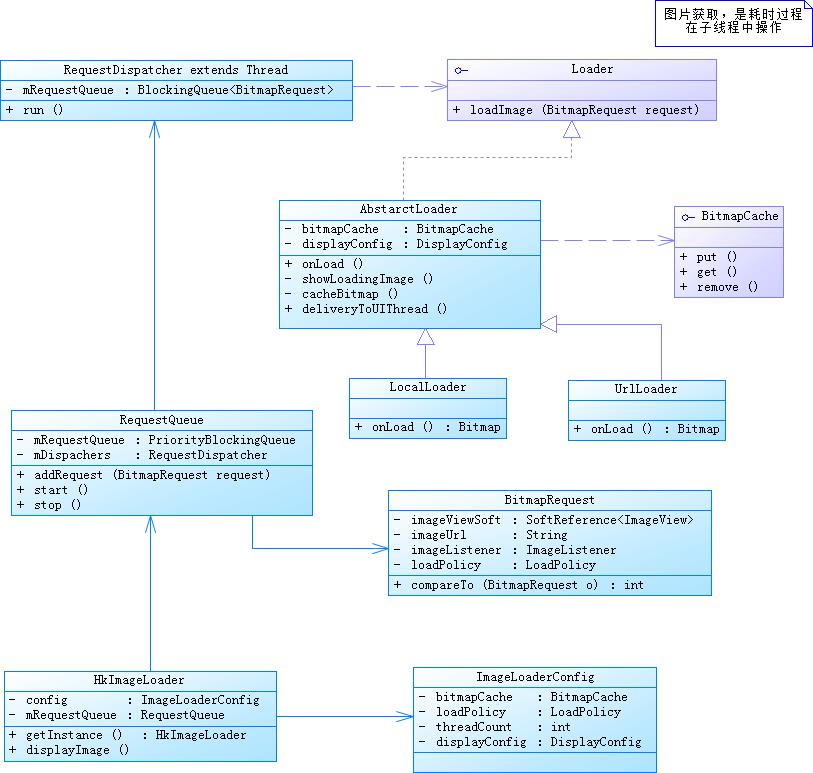 图片获取，是耗时过程
在子线程中操作
RequestDispatcher extends Thread
- mRequestQueue : BlockingQueue<BitmapRequest>
+ run ()
Loader
+ loadImage (BitmapRequest request)
AbstarctLoader
- bitmapCache : BitmapCache
- displayConfig : DisplayConfig
+ onLoad ()
- showLoadingImage ()
- cacheBitmap ()
+ deliveryToUIThread ()
BitmapCache
+ put ()
+ get ()
+ remove ()
LocalLoader
+ onLoad () : Bitmap
UrlLoader
+ onLoad () : Bitmap
RequestQueue
- mRequestQueue : PriorityBlockingQueue
- mDispachers : RequestDispatcher
+ addRequest (BitmapRequest request)
+ start ()
+ stop ()
BitmapRequest
- imageViewSoft : SoftReference<ImageView>
- imageUrl : String
- imageListener : ImageListener
- loadPolicy : LoadPolicy
+ compareTo (BitmapRequest o) : int
HkImageLoader
- config : ImageLoaderConfig
- mRequestQueue : RequestQueue
+ getInstance () : HkImageLoader
+ displayImage ()
ImageLoaderConfig
- bitmapCache : BitmapCache
- loadPolicy : LoadPolicy
- threadCount : int
- displayConfig : DisplayConfig